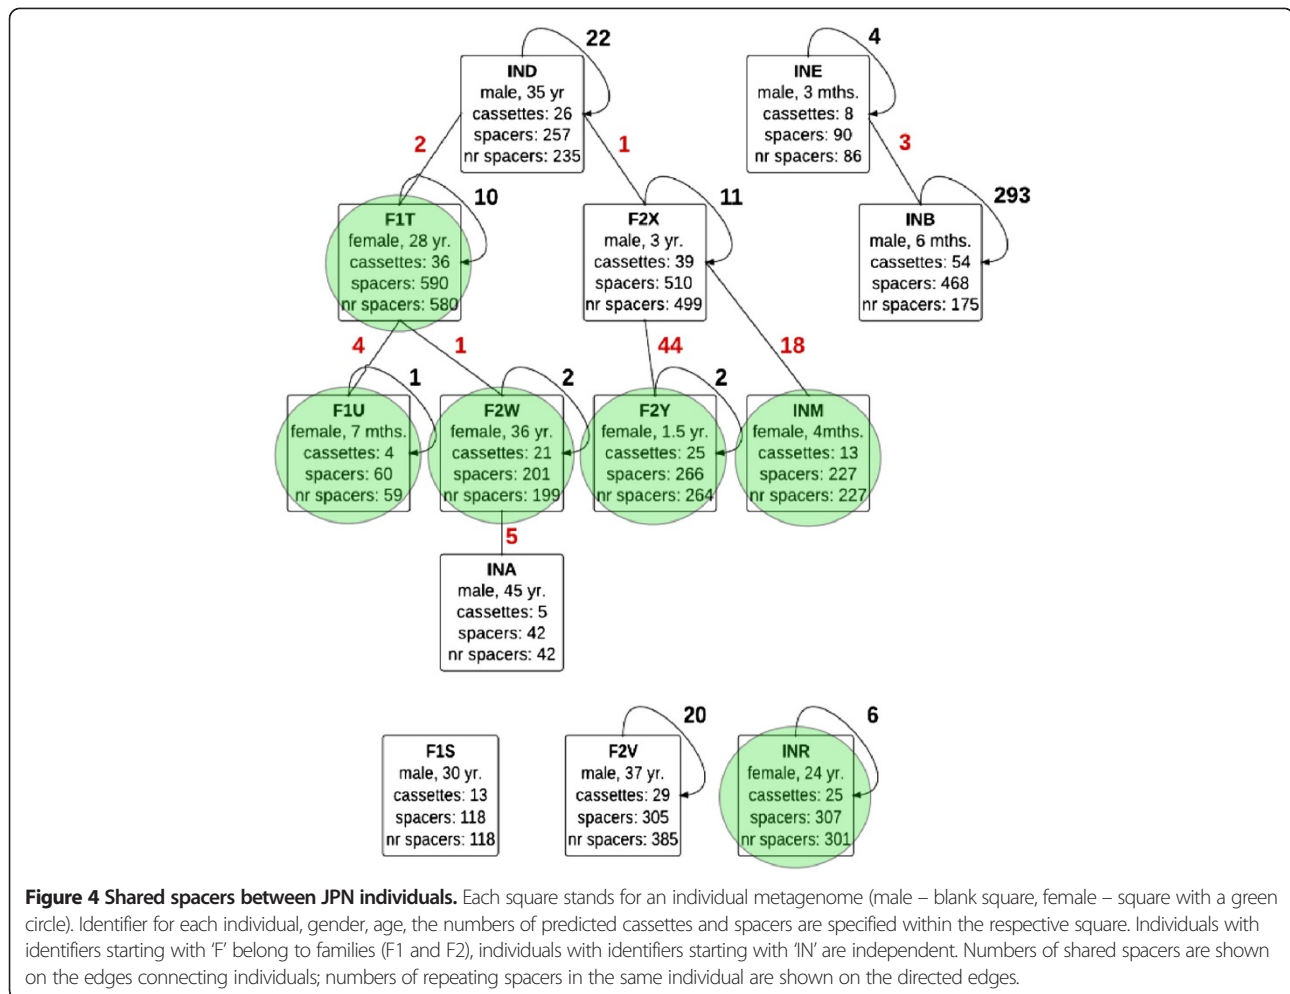 22
IND
male, 35 yr
cassettes: 26
spacers: 257
nr spacers: 235
4
INE
male, 3 mths.
cassettes: 8
spacers: 90
nr spacers: 86
2
1
3
10
F1T
female, 28 yr.
cassettes: 36
spacers: 590
nr spacers: 580
11
F2X
male, 3 yr.
cassettes: 39
spacers: 510
nr spacers: 499
293
INB
male, 6 mths.
cassettes: 54
spacers: 468
nr spacers: 175
4
1
44
18
1
F1U
female, 7 mths.
cassettes: 4
spacers: 60
nr spacers: 59
2
F2W
female, 36 yr.
cassettes: 21
spacers: 201
nr spacers: 199
2
F2Y
female, 1.5 yr.
cassettes: 25
spacers: 266
nr spacers: 264
INM
female, 4mths.
cassettes: 13
spacers: 227
nr spacers: 227
5
INA
male, 45 yr.
cassettes: 5
spacers: 42
nr spacers: 42
F1S
male, 30 yr.
cassettes: 13
spacers: 118
nr spacers: 118
20
F2V
male, 37 yr.
cassettes: 29
spacers: 305
nr spacers: 385
6
INR
female, 24 yr.
cassettes: 25
spacers: 307
nr spacers: 301
Figure 4 Shared spacers between JPN individuals. Each square stands for an individual metagenome (male – blank square, female – square with a green
circle). Identifier for each individual, gender, age, the numbers of predicted cassettes and spacers are specified within the respective square. Individuals with
identifiers starting with ‘F’ belong to families (F1 and F2), individuals with identifiers starting with ‘IN’ are independent. Numbers of shared spacers are shown
on the edges connecting individuals; numbers of repeating spacers in the same individual are shown on the directed edges.